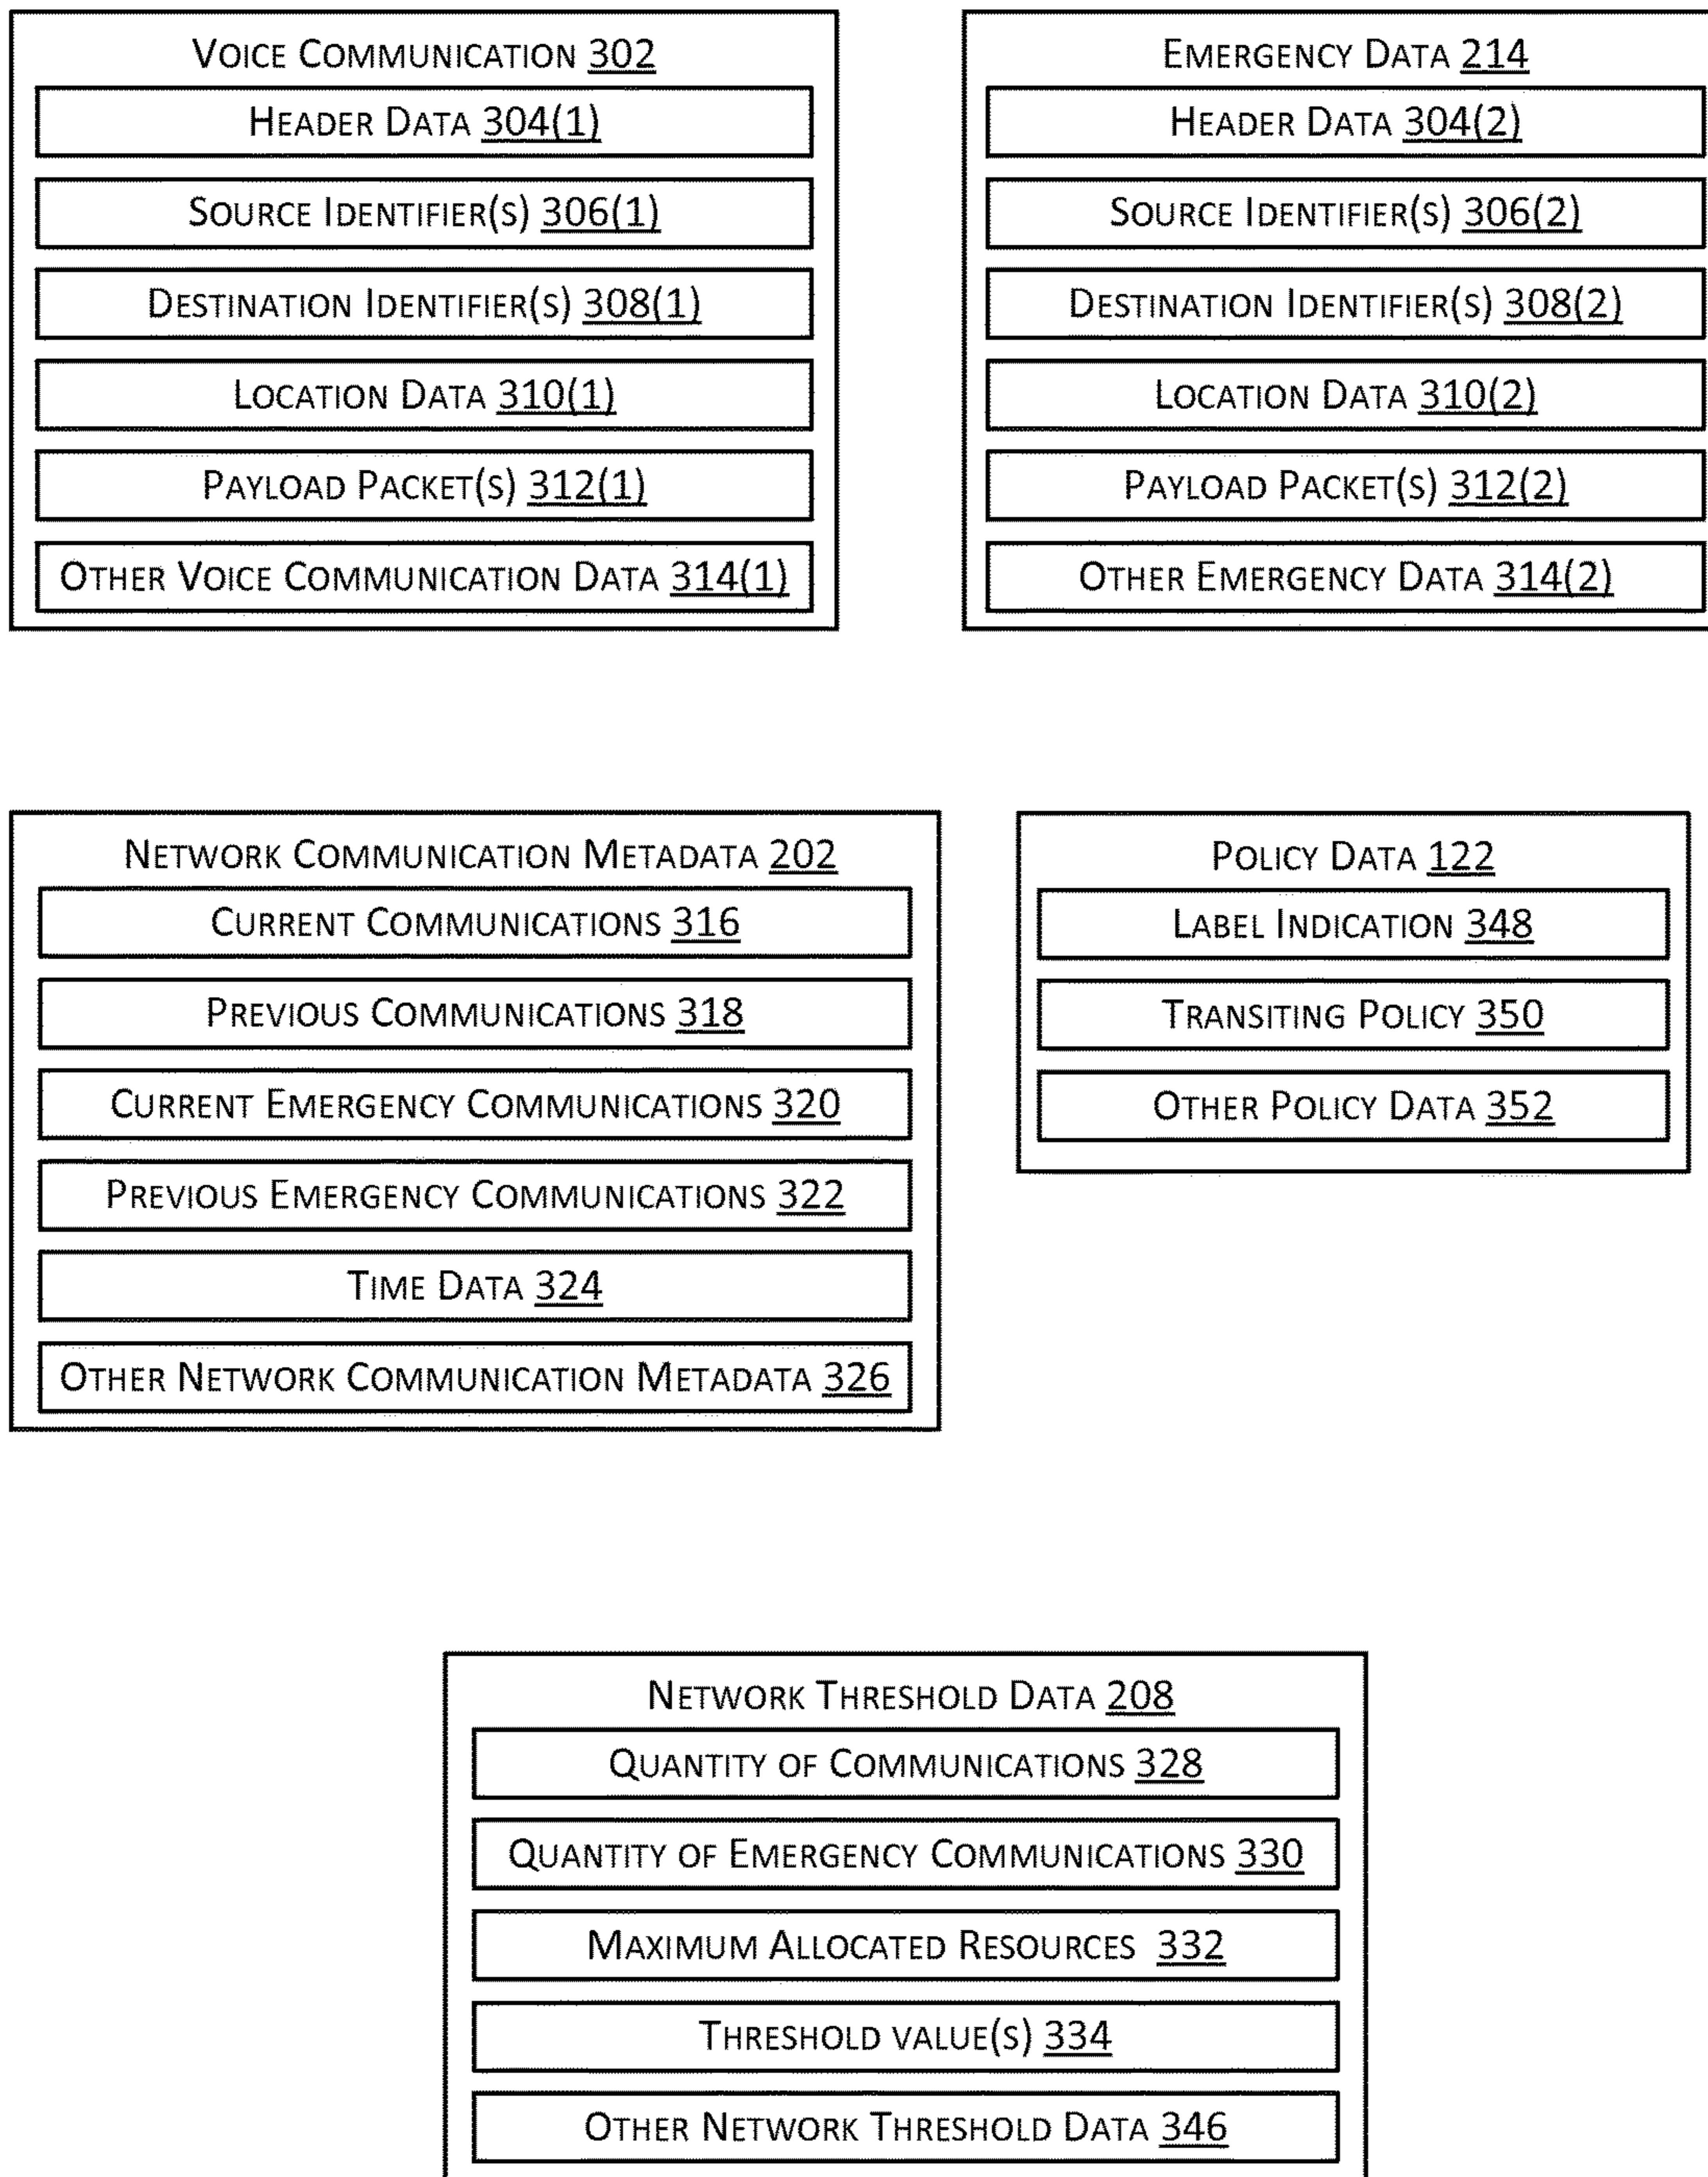 VOICE COMMUNICATION 302
HEADER DATA 304(1)
SOURCE IDENTIFIER(S) 306(1)
DESTINATION IDENTIFIER(S) 308(1)
LOCATION DATA 310(1)
PAYLOAD PACKET(S) 312(1)
OTHER VOICE COMMUNICATION DATA 314(1)
EMERGENCY DATA 214
HEADER DATA 304(2)
SOURCE IDENTIFIER(S) 306(2)
DESTINATION IDENTIFIER(S) 308(2)
LOCATION DATA 310(2)
PAYLOAD PACKET(S) 312(2)
OTHER EMERGENCY DATA 314(2)
NETWORK COMMUNICATION METADATA 202
CURRENT COMMUNICATIONS 316
PREVIOUS COMMUNICATIONS 318
CURRENT EMERGENCY COMMUNICATIONS 320
PREVIOUS EMERGENCY COMMUNICATIONS 322
TIME DATA 324
OTHER NETWORK COMMUNICATION METADATA 326
POLICY DATA 122
LABEL INDICATION 348
TRANSITING POLICY 350
OTHER POLICY DATA 352
NETWORK THRESHOLD DATA 208
QUANTITY OF COMMUNICATIONS 328
QUANTITY OF EMERGENCY COMMUNICATIONS 330
MAXIMUM ALLOCATED RESOURCES 332
THRESHOLD VALUE(S) 334
OTHER NETWORK THRESHOLD DATA 346